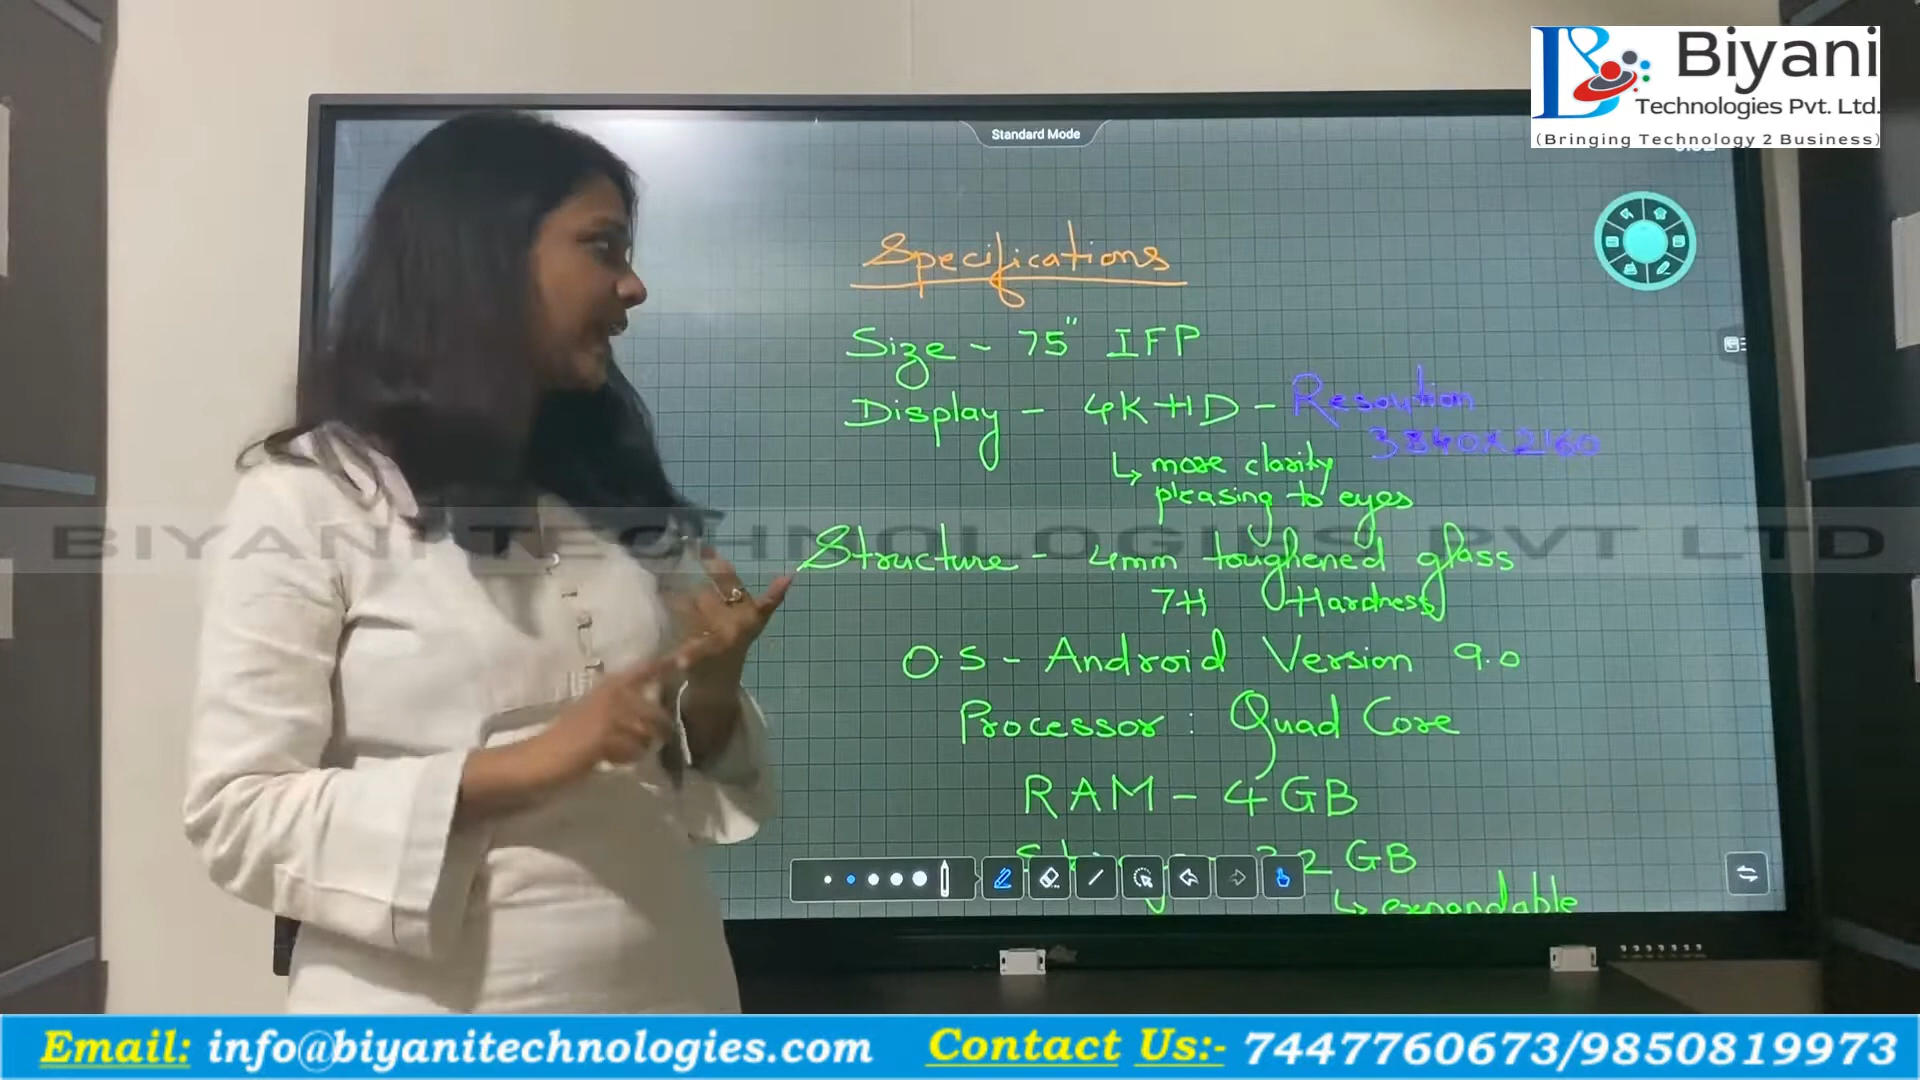 Biyani
Technologies Pvt. Ltd.
(Bringing Technology 2 Business)
Standard Mode
Specifications
Size - 75" IFP
Display - 4K HD - Resolution
3840x2160
↳ more clarity
pleasing to eyes
BIYANI TECHNOLOGIES PVT LTD
Structure - 4mm toughened glass
7H Hardness
O.S - Android Version 9.0
Processor : Quad Core
RAM - 4GB
32 GB
↳ expandable
Email: info@biyanitechnologies.com Contact Us:- 7447760673/9850819973